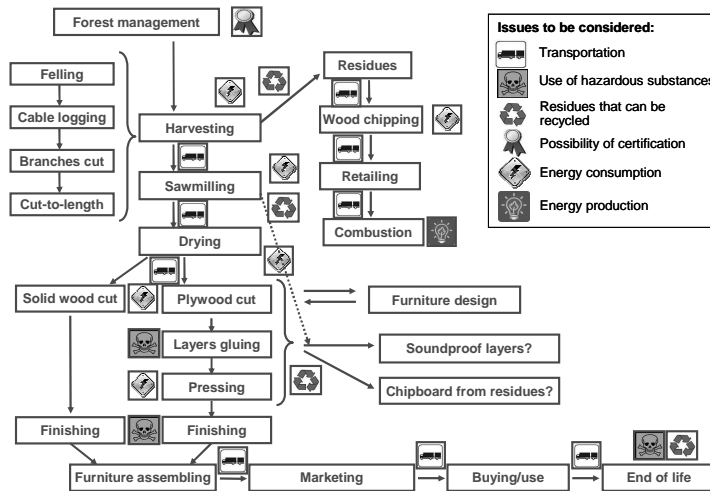 Forest management
Issues to be considered:
Transportation
Use of hazardous substances
Residues that can be
recycled
Possibility of certification
Energy consumption
Energy production
Felling
Cable logging
Branches cut
Cut-to-length
Harvesting
Sawmilling
Drying
Residues
Wood chipping
Retailing
Combustion
Solid wood cut
Plywood cut
Furniture design
Layers gluing
Soundproof layers?
Pressing
Chipboard from residues?
Finishing
Finishing
Furniture assembling
Marketing
Buying/use
End of life